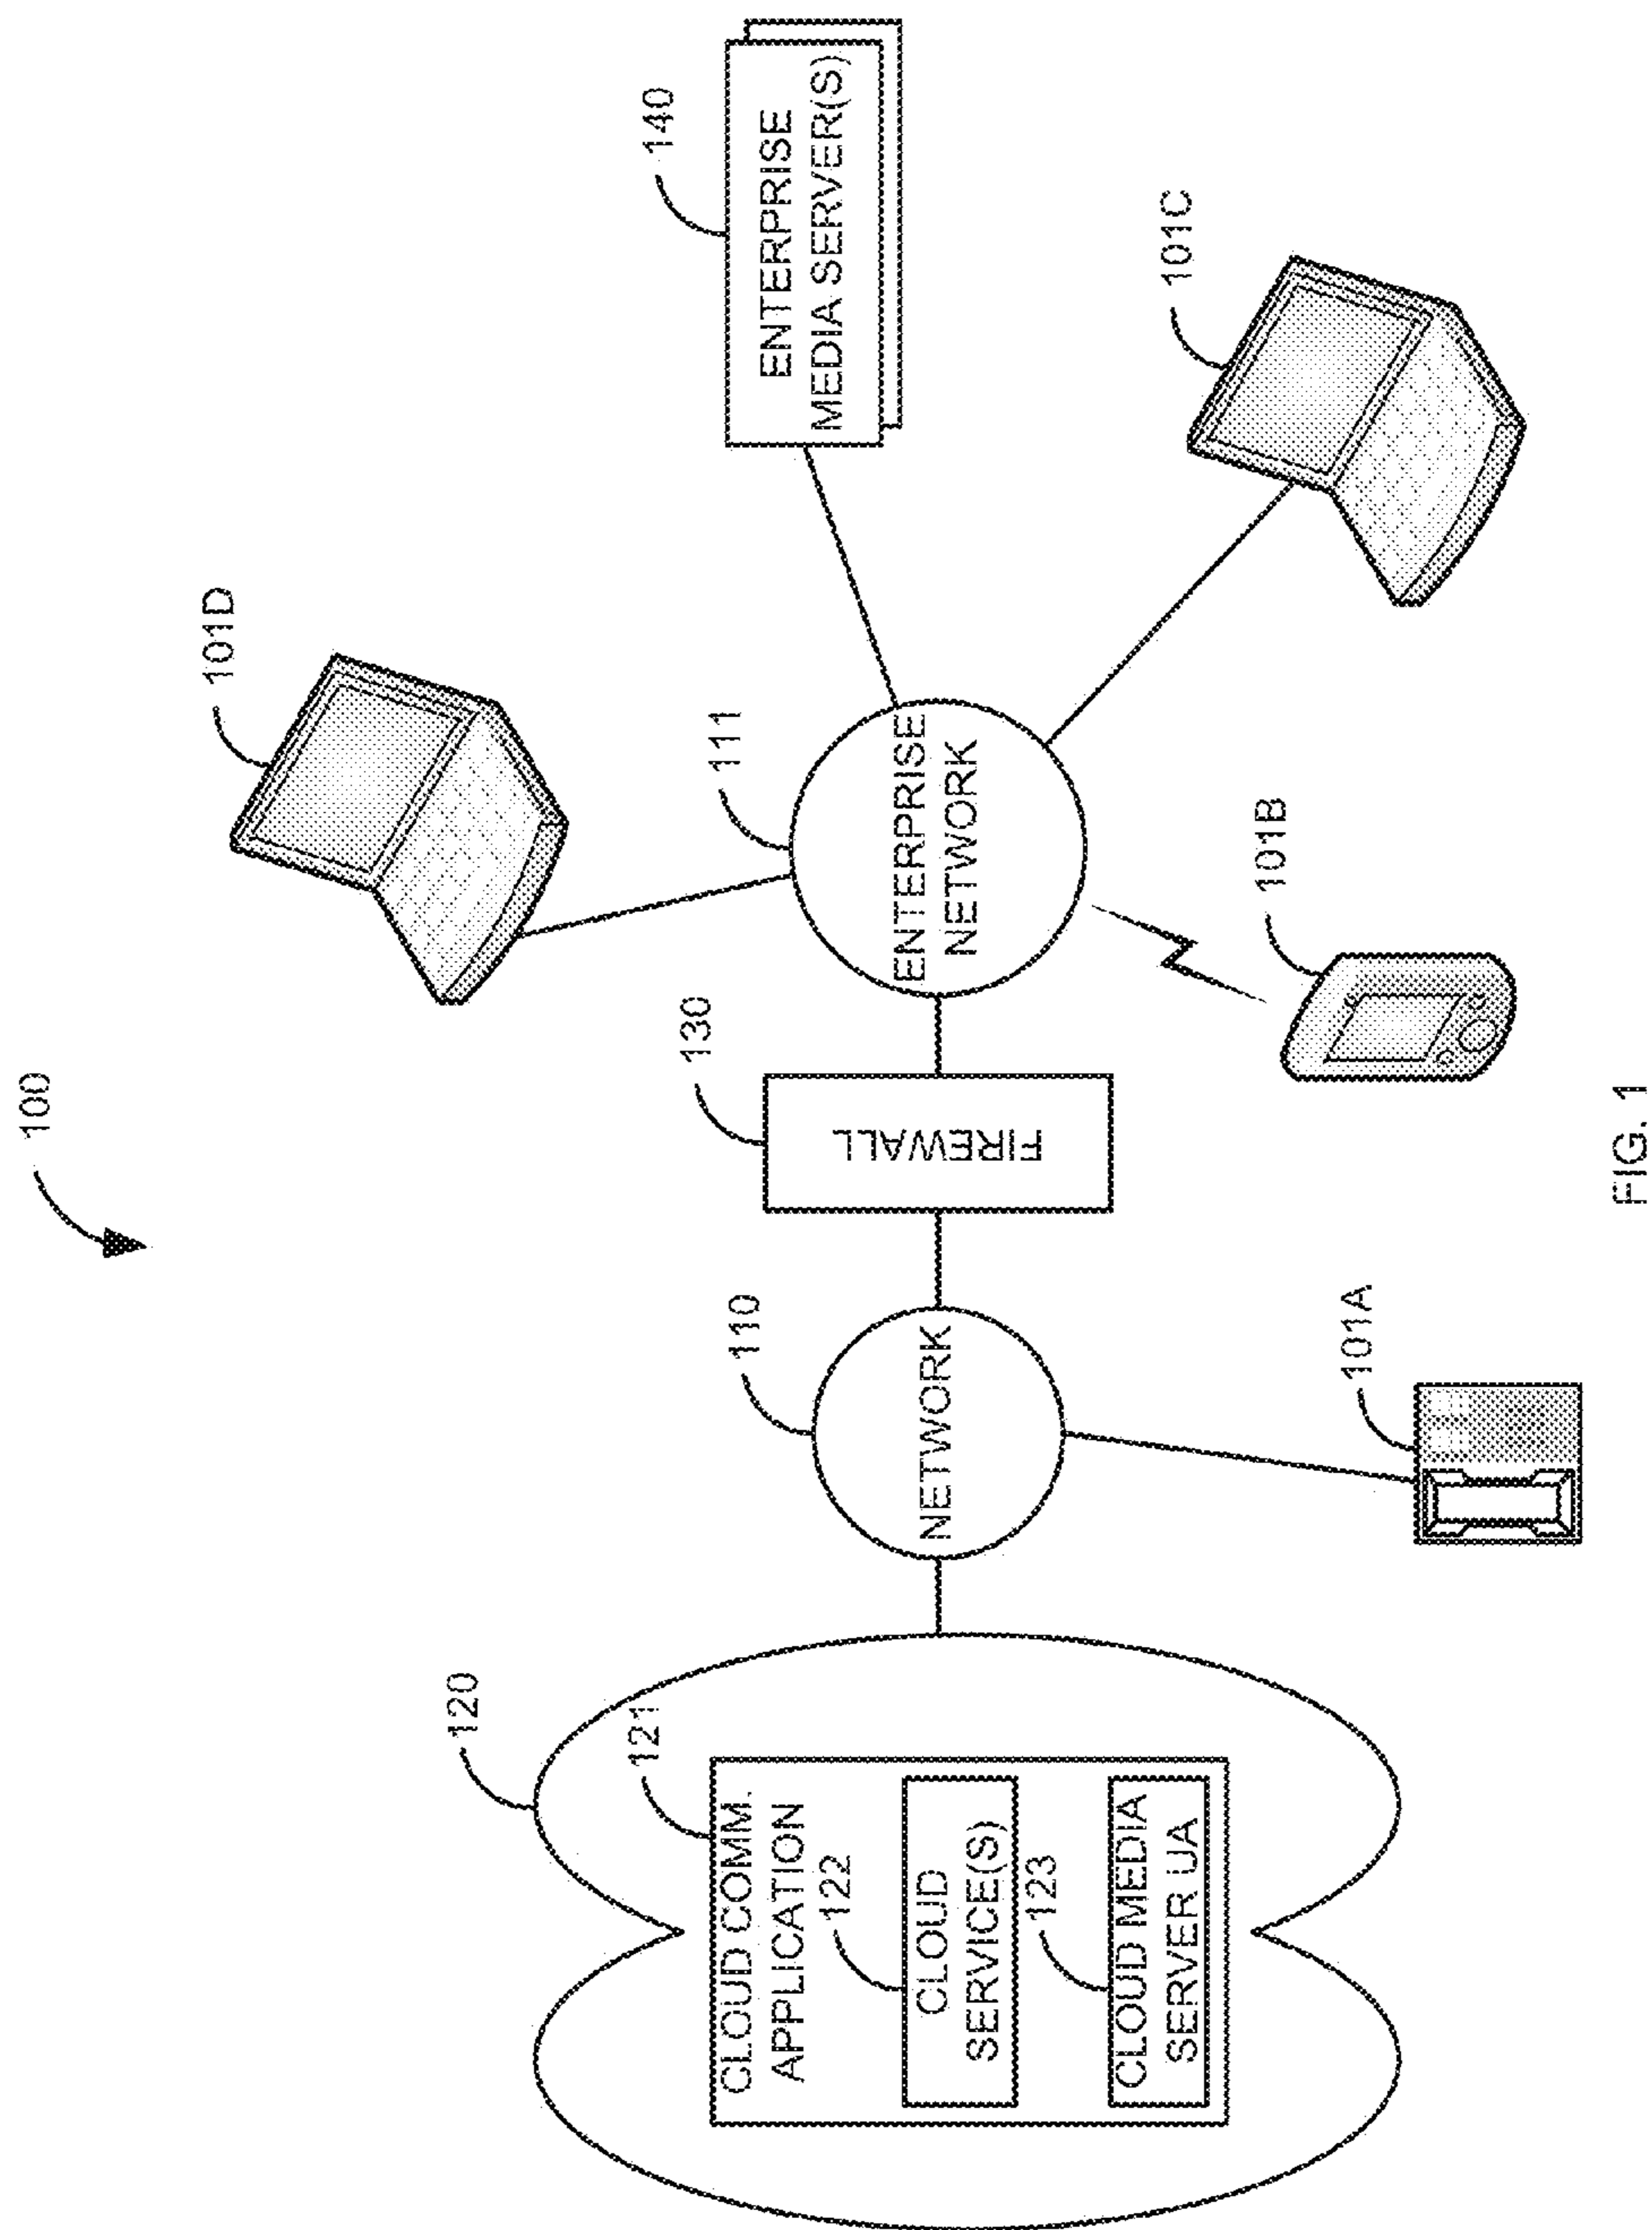 100
120
CLOUD COMM.
APPLICATION
121
122
CLOUD
SERVICE(S)
123
CLOUD MEDIA
SERVER UA
110
NETWORK
101A
130
FIREWALL
111
ENTERPRISE
NETWORK
101D
101B
140
ENTERPRISE
MEDIA SERVER(S)
101C
FIG. 1